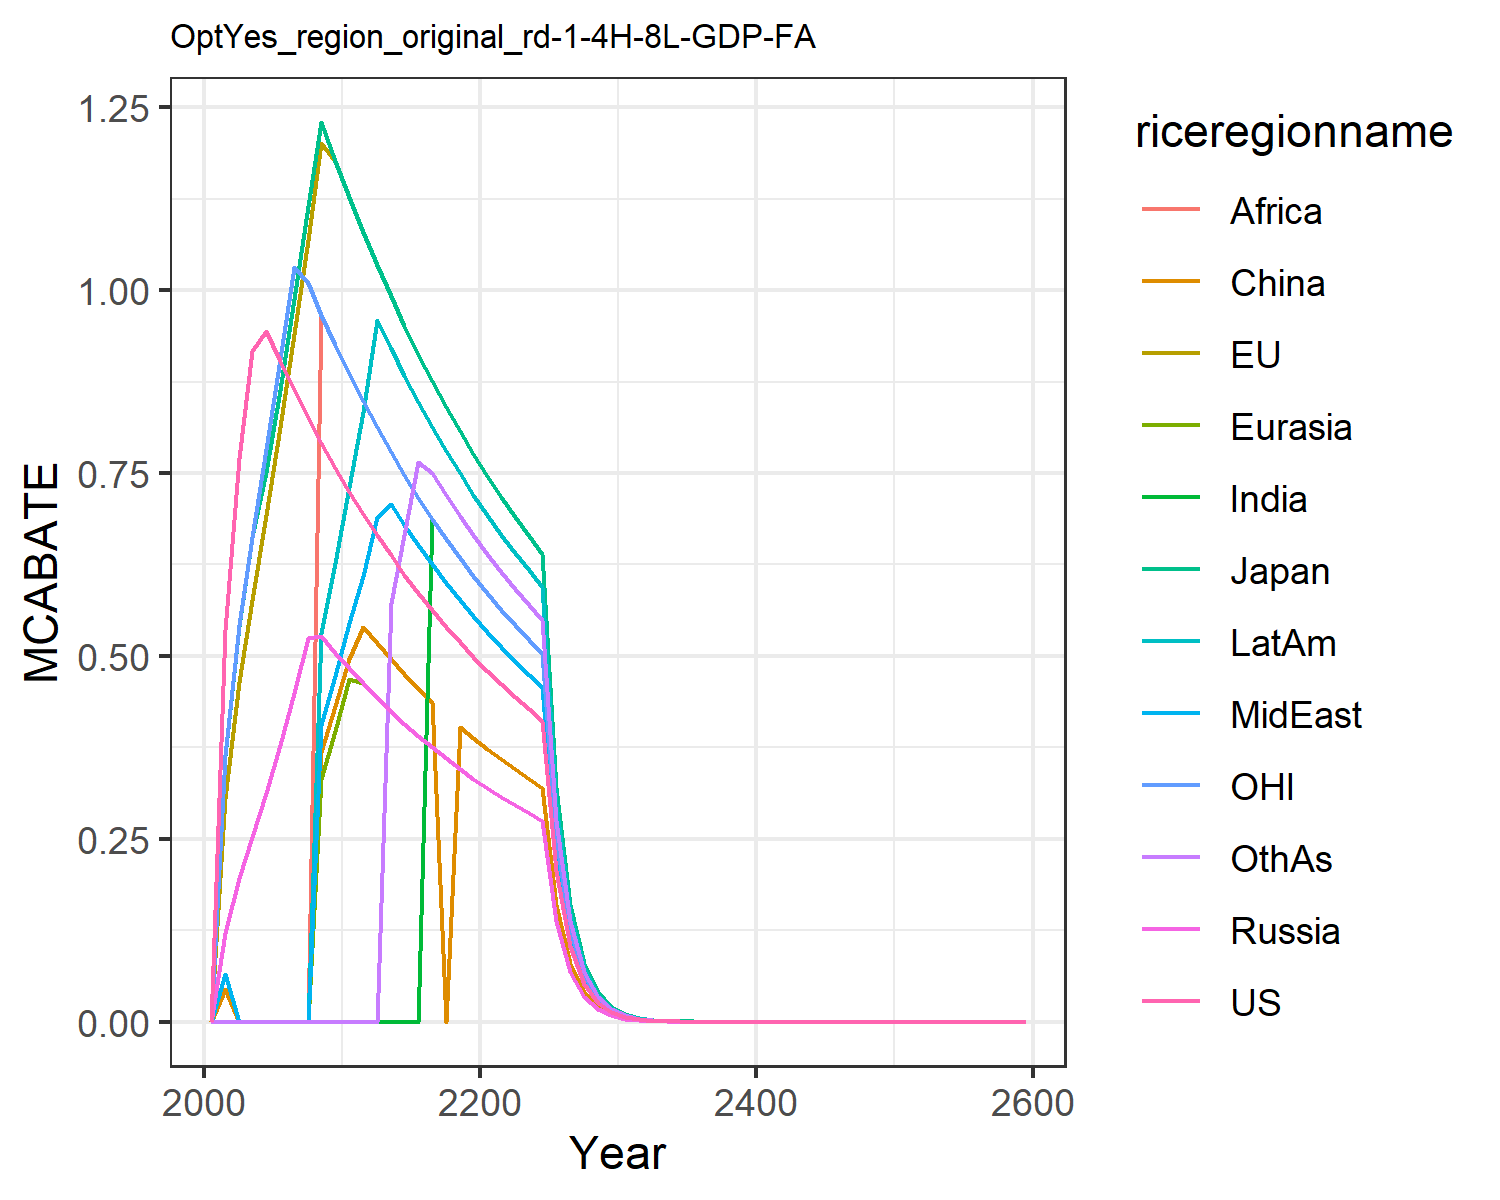 OptYes_region_original_rd-1-4H-8L-GDP-FA
1.25
1.00
0.75
0.50
0.25
0.00
MCABATE
2000
2200
2400
2600
Year
riceregionname
Africa
China
EU
Eurasia
India
Japan
LatAm
MidEast
OHI
OthAs
Russia
US